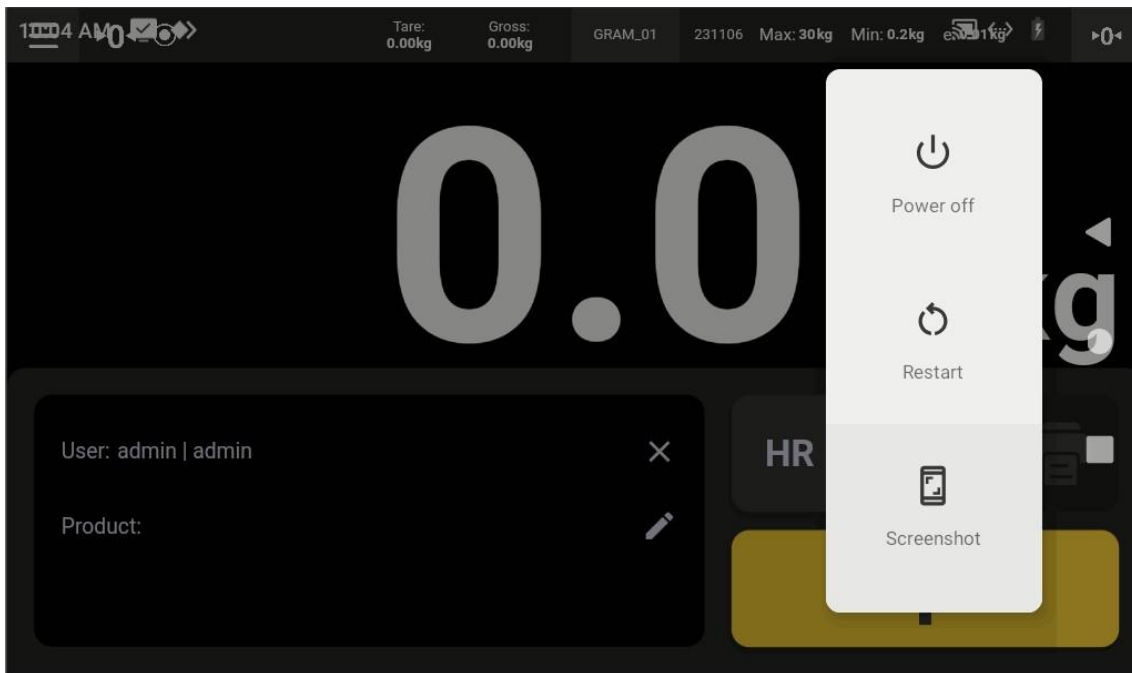 Tare:
0.00kg
Gross:
0.00kg
GRAM_01
231106
Max: 30kg
Min: 0.2kg
0.0
kg
Power off
Restart
Screenshot
User: admin | admin
Product:
HR